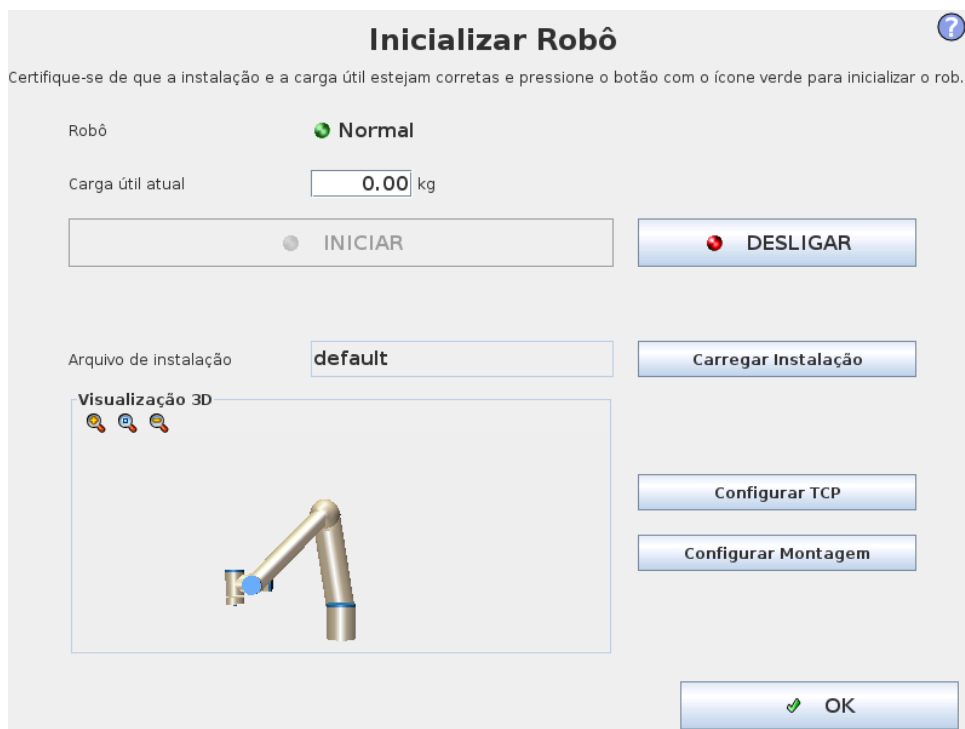 Inicializar Robô
?
Certifique-se de que a instalação e a carga útil estejam corretas e pressione o botão com o ícone verde para inicializar o rob.
Robô
Normal
Carga útil atual
0.00 kg
INICIAR
DESLIGAR
Arquivo de instalação
default
Carregar Instalação
Visualização 3D
Configurar TCP
Configurar Montagem
OK